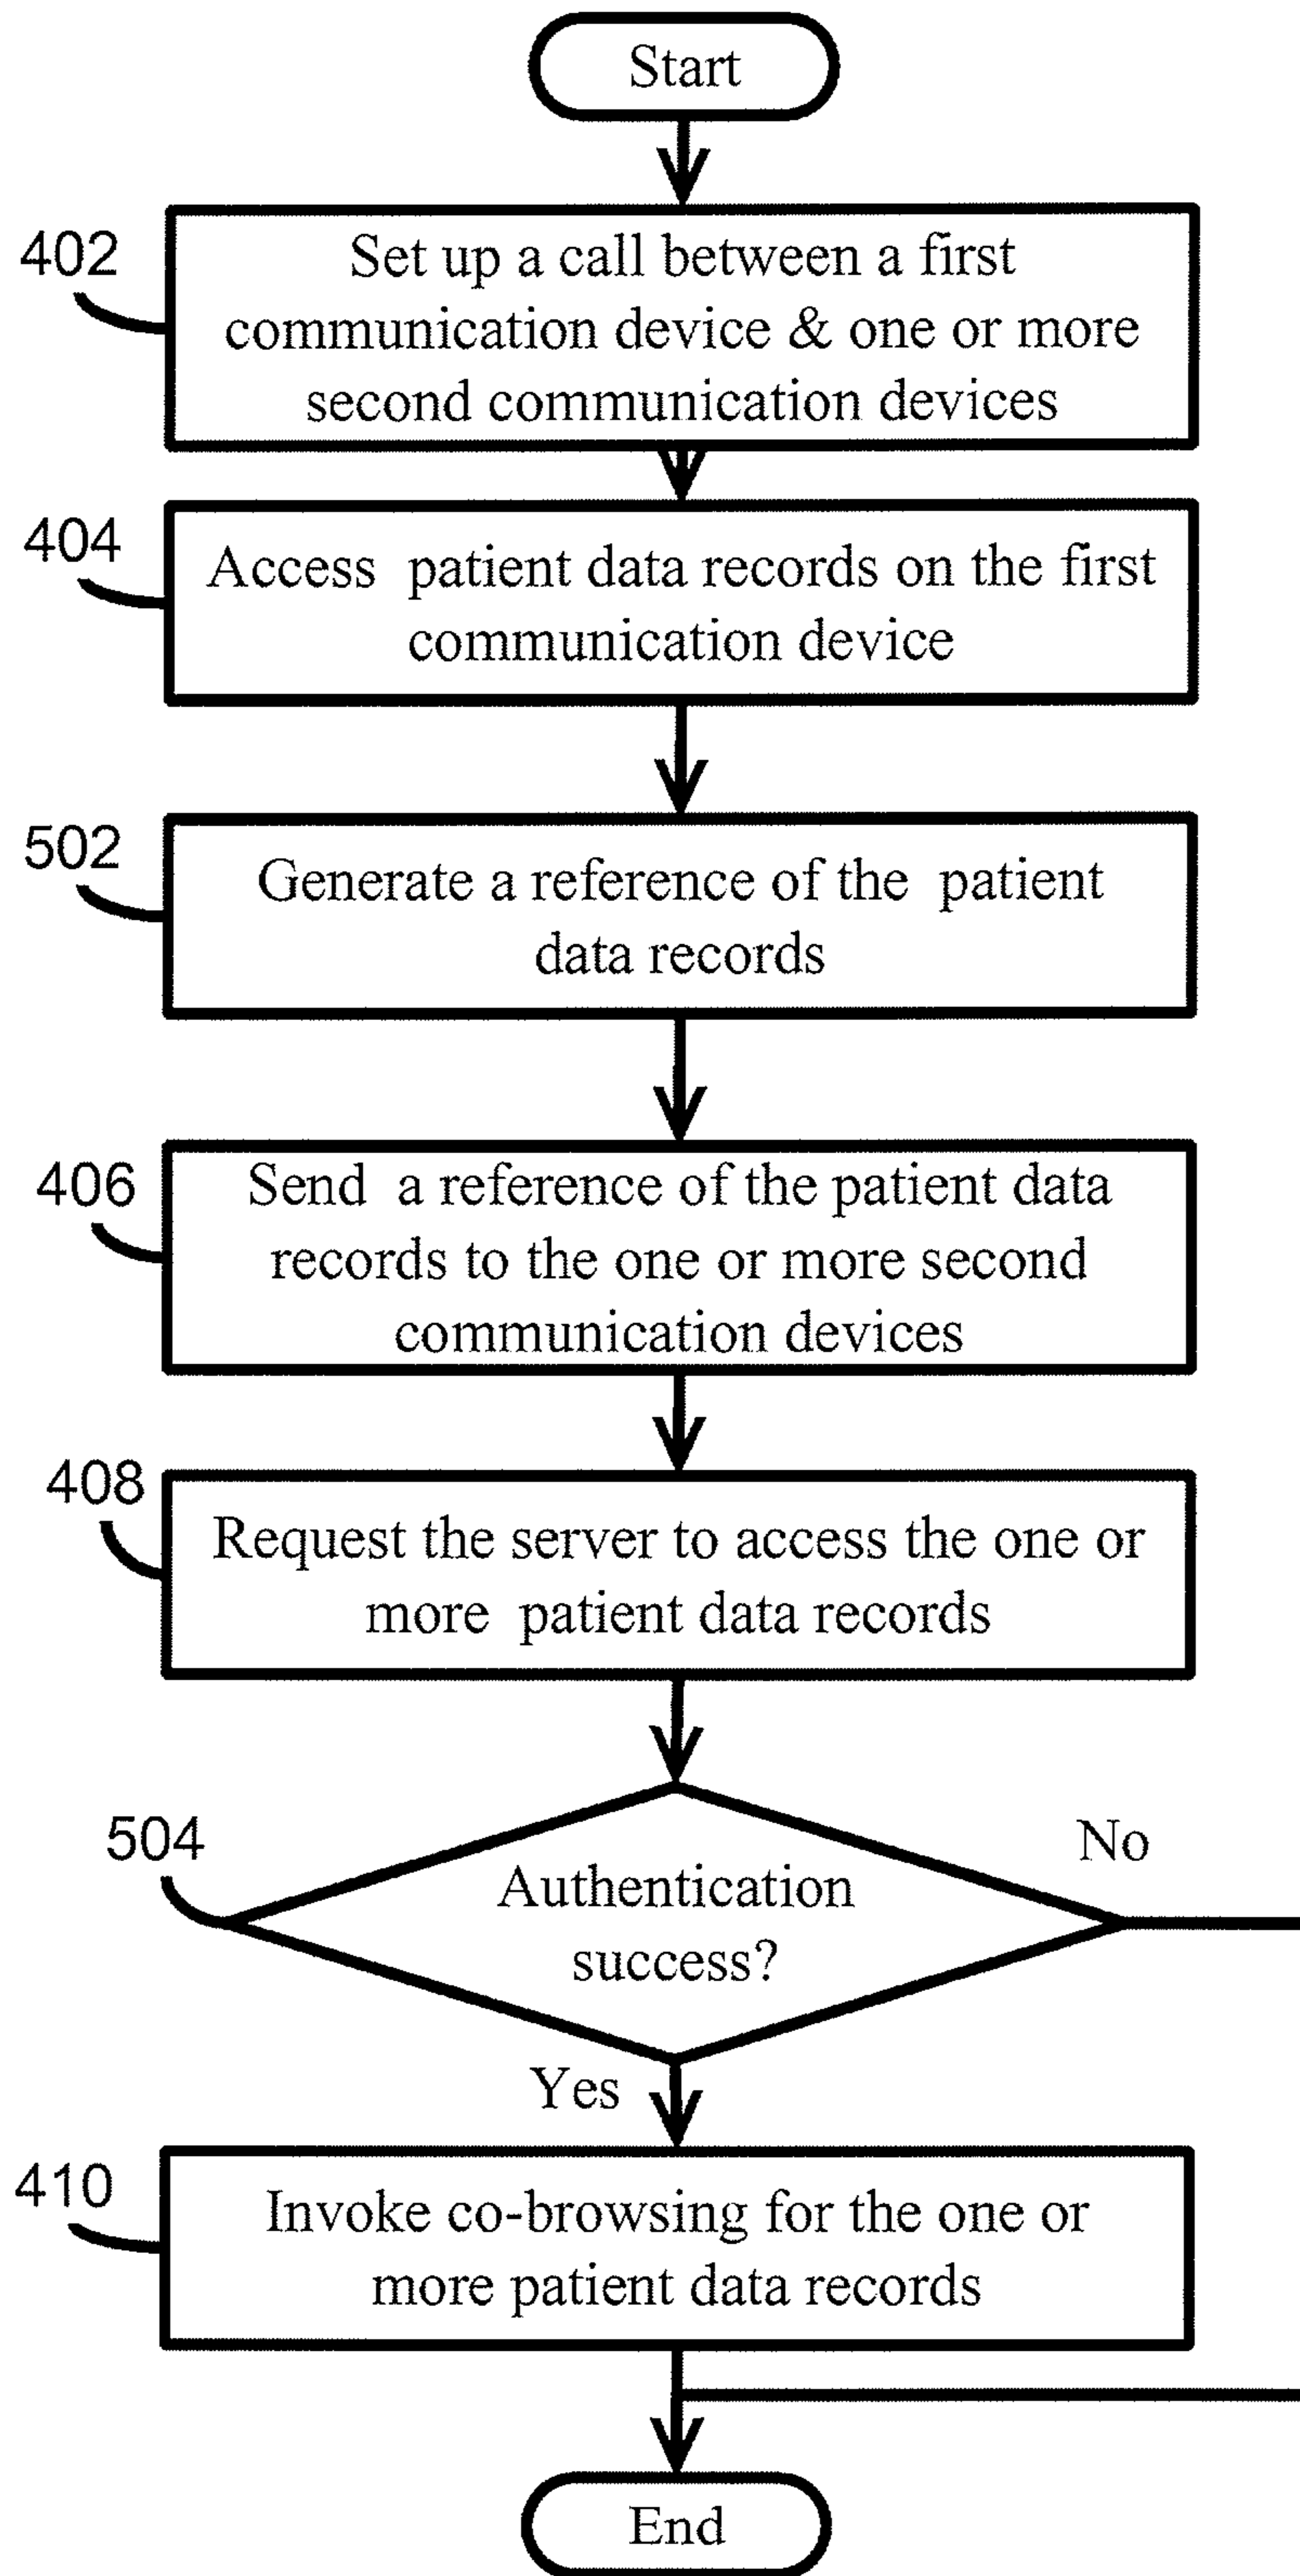 Start
402
Set up a call between a first
communication device & one or more
second communication devices
404
Access patient data records on the first
communication device
502
Generate a reference of the patient
data records
406
Send a reference of the patient data
records to the one or more second
communication devices
408
Request the server to access the one or
more patient data records
504
Authentication
success?
No
Yes
410
Invoke co-browsing for the one or
more patient data records
End